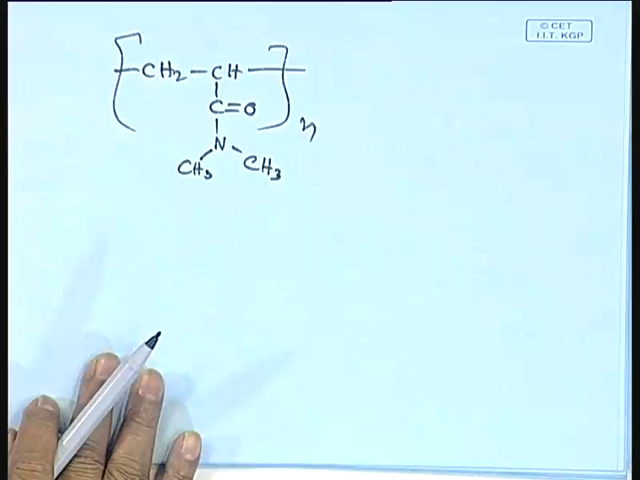 © CET
I.I.T. KGP
—CH₂—CH—
C=O
N
CH₃ CH₃
n